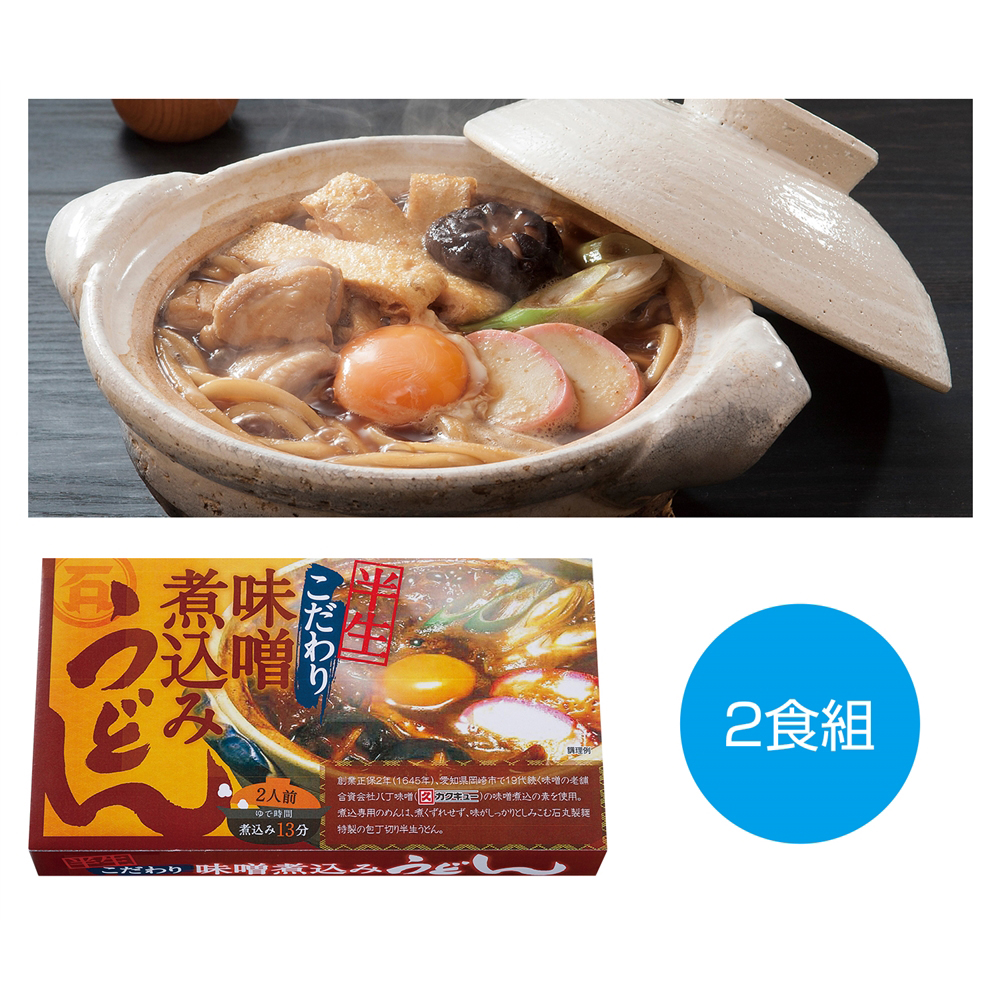 石
半生
こだわり
味噌
煮込み
うどん
調理例
2人前
ゆで時間
煮込み13分
創業正保2年(1645年)、愛知県岡崎市で19代続く味噌の老舗
合資会社八丁味噌(久カクキュー)の味噌煮込の素を使用。
煮込専用のめんは、煮くずれせず、味がしっかりとしみこむ石丸製麺
特製の包丁切り半生うどん。
半生 こだわり 味噌煮込みうどん
2食組